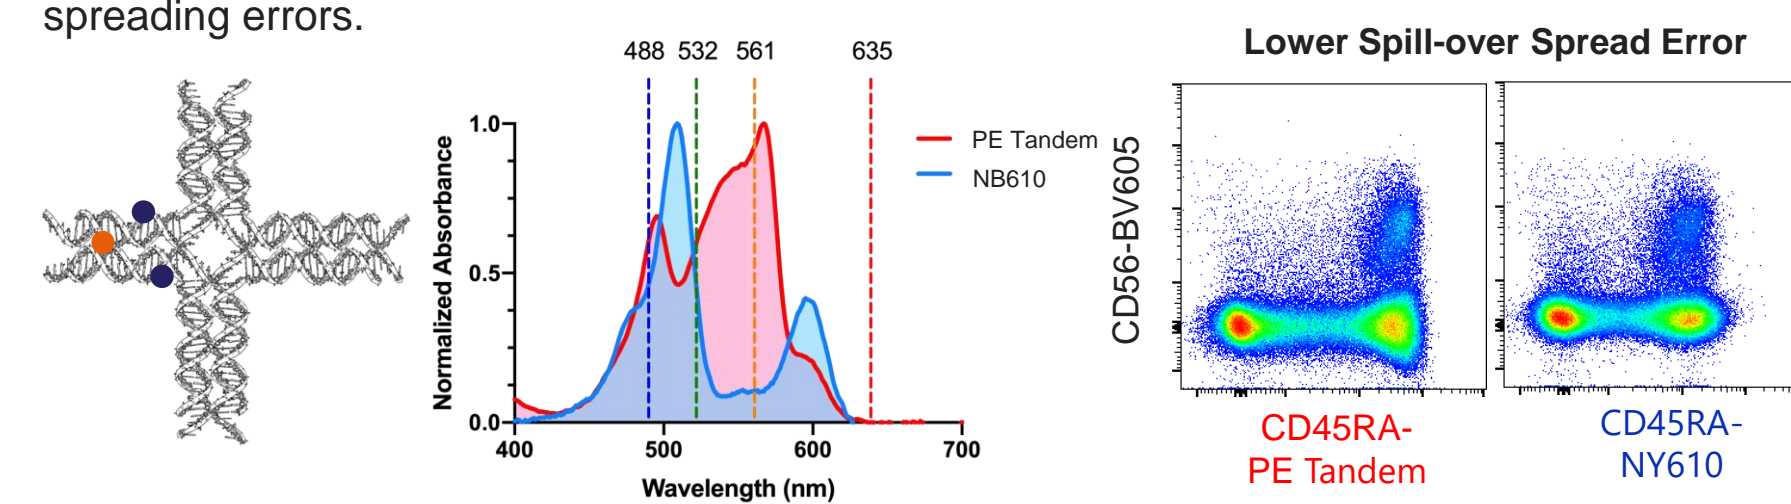 spreading errors.
488 532 561 635
1.0
0.5
0.0
400 500 600 700
Normalized Absorbance
Wavelength (nm)
PE Tandem
NB610
Lower Spill-over Spread Error
CD56-BV605
CD45RA-
PE Tandem
CD45RA-
NY610